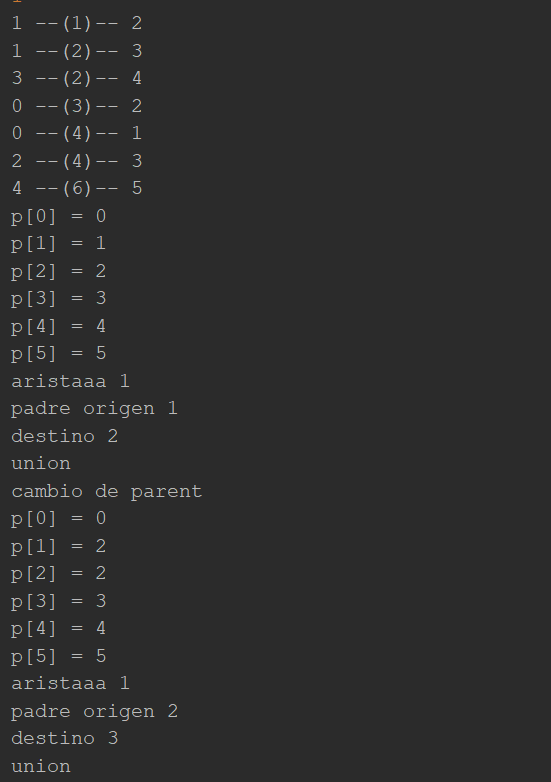 1 --(1)-- 2
1 --(2)-- 3
3 --(2)-- 4
0 --(3)-- 2
0 --(4)-- 1
2 --(4)-- 3
4 --(6)-- 5
p[0] = 0
p[1] = 1
p[2] = 2
p[3] = 3
p[4] = 4
p[5] = 5
aristaaa 1
padre origen 1
destino 2
union
cambio de parent
p[0] = 0
p[1] = 2
p[2] = 2
p[3] = 3
p[4] = 4
p[5] = 5
aristaaa 1
padre origen 2
destino 3
union